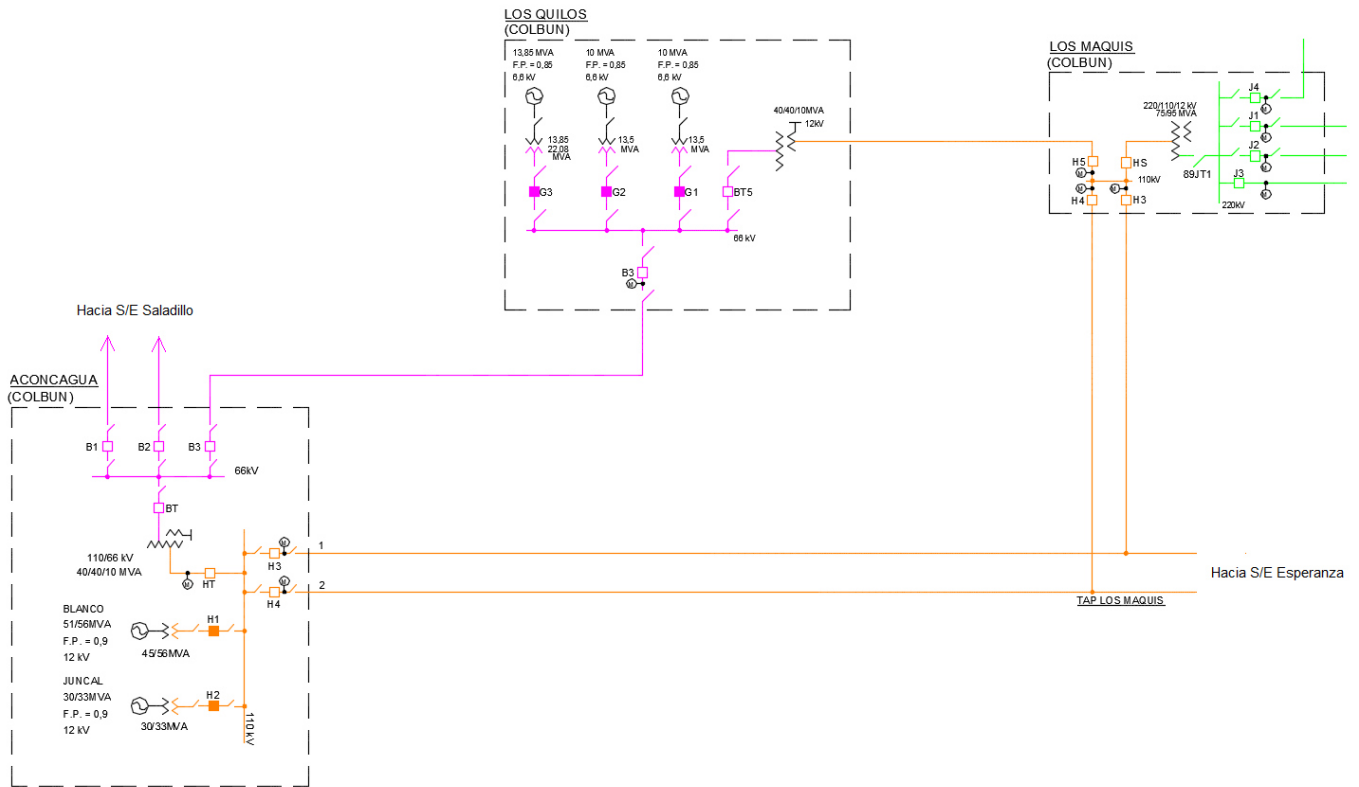 LOS QUILOS
(COLBUN)
13,85 MVA
F.P. = 0,85
6,6 kV
10 MVA
F.P. = 0,85
6,6 kV
10 MVA
F.P. = 0,85
6,6 kV
40/40/10MVA
12kV
13,85
22,08
MVA
13,5
MVA
13,5
MVA
G3
G2
G1
BT5
66 kV
B3
M
LOS MAQUIS
(COLBUN)
220/110/12 kV
75/95 MVA
J4
M
J1
M
J2
M
J3
M
89JT1
220kV
H5
HS
M
110kV
M
M
H4
H3
Hacia S/E Saladillo
ACONCAGUA
(COLBUN)
B1
B2
B3
66kV
BT
110/66 kV
40/40/10 MVA
M
HT
M
H3
1
M
H4
2
Hacia S/E Esperanza
TAP LOS MAQUIS
BLANCO
51/56MVA
F.P. = 0,9
12 kV
H1
45/56MVA
JUNCAL
30/33MVA
F.P. = 0,9
12 kV
H2
30/33MVA
110 kV